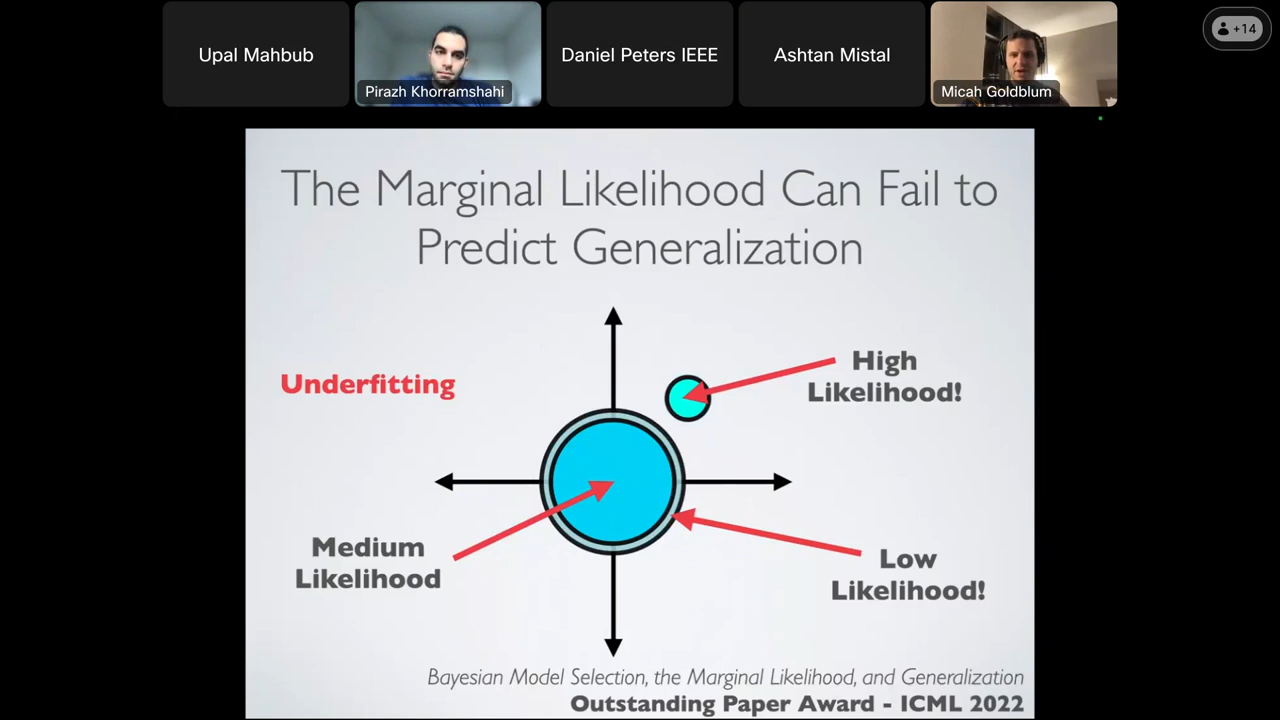 Upal Mahbub
Pirazh Khorramshahi
Daniel Peters IEEE
Ashtan Mistal
Micah Goldblum
+14
The Marginal Likelihood Can Fail to
Predict Generalization
Underfitting
High
Likelihood!
Medium
Likelihood
Low
Likelihood!
Bayesian Model Selection, the Marginal Likelihood, and Generalization
Outstanding Paper Award - ICML 2022